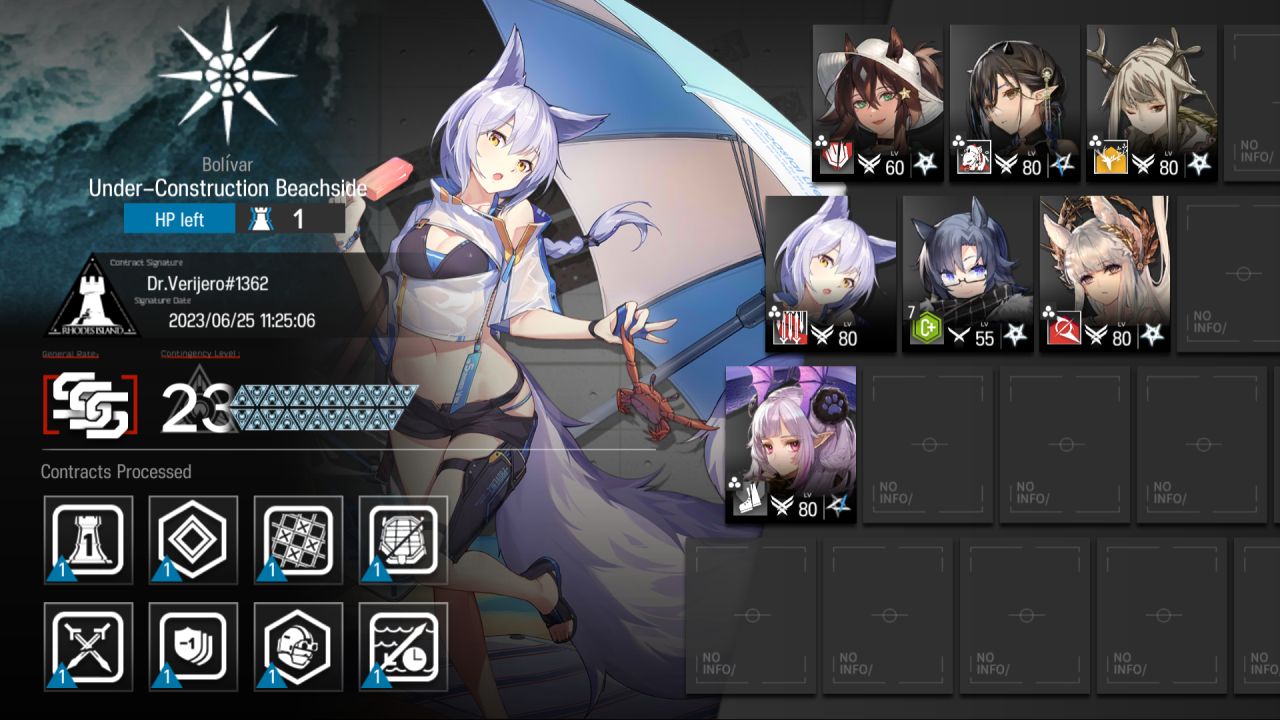 Bolívar
Under-Construction Beachside
HP left 1
Contract Signature
Dr.Verijero#1362
Signature Date
2023/06/25 11:25:06
RHODES ISLAND
General Rate:
Contingency Level:
23
Contracts Processed
1
1
1
1
1
1
-1
1
1
LV
60
LV
80
LV
80
NO
INFO/
LV
80
7
C+
LV
55
LV
80
NO
INFO/
LV
80
NO
INFO/
NO
INFO/
NO
INFO/
NO
INFO/
NO
INFO/
NO
INFO/
NO
INFO/
NO
INFO